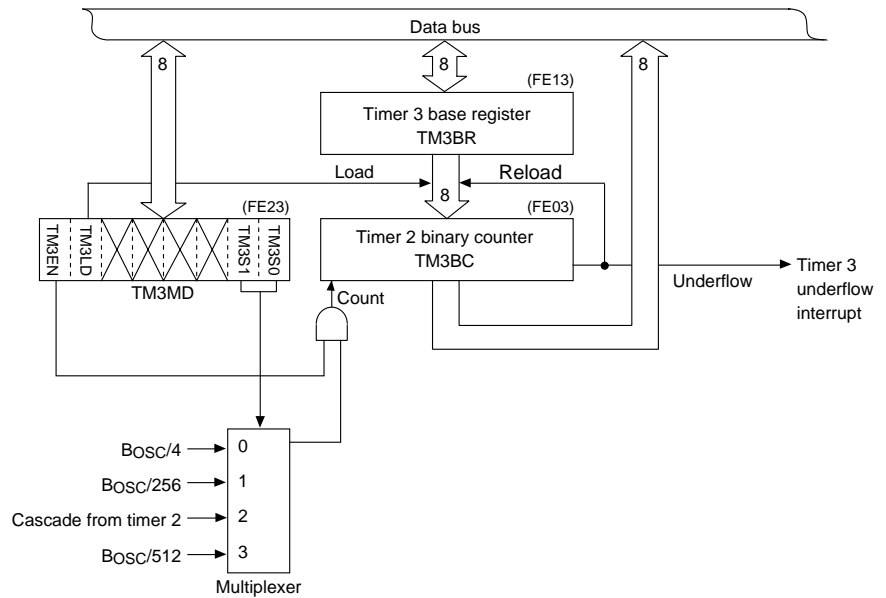 Data bus
8
8
8
(FE13)
Timer 3 base register
TM3BR
Load
Reload
8
(FE23)
(FE03)
TM3EN
TM3LD
TM3S1
TM3S0
Timer 2 binary counter
TM3BC
TM3MD
Count
Underflow
Timer 3
underflow
interrupt
BOSC/4
0
BOSC/256
1
Cascade from timer 2
2
BOSC/512
3
Multiplexer